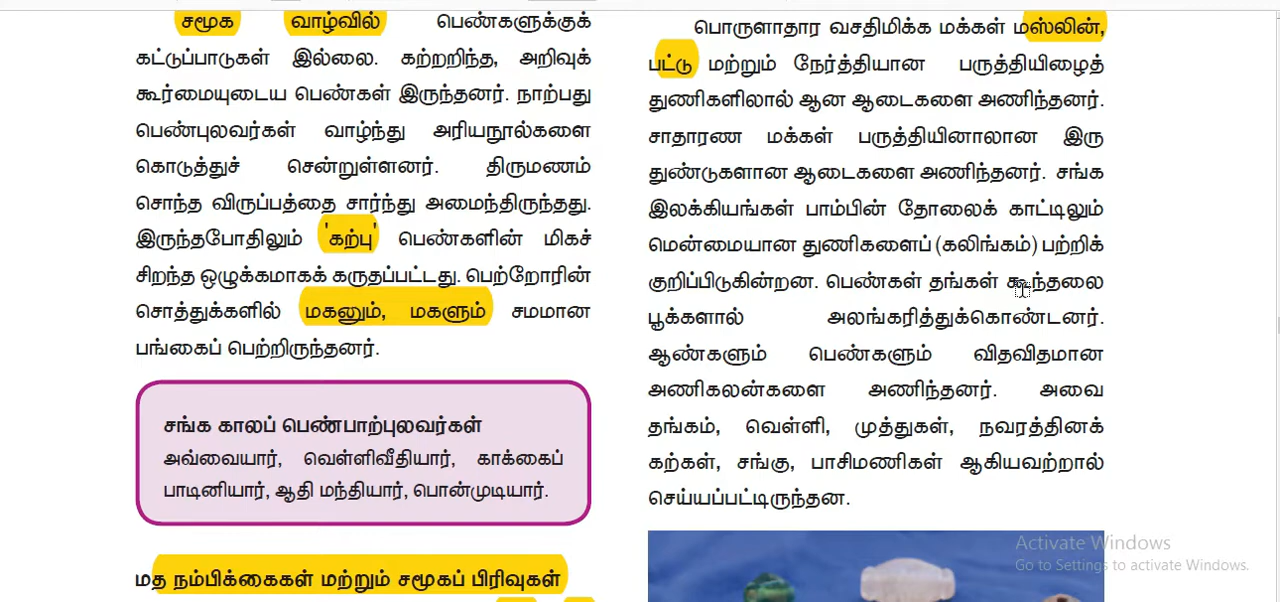 சமூக வாழ்வில் பெண்களுக்குக்
கட்டுப்பாடுகள் இல்லை. கற்றறிந்த, அறிவுக்
கூர்மையுடைய பெண்கள் இருந்தனர். நாற்பது
பெண்புலவர்கள் வாழ்ந்து அரியநூல்களை
கொடுத்துச் சென்றுள்ளனர். திருமணம்
சொந்த விருப்பத்தை சார்ந்து அமைந்திருந்தது.
இருந்தபோதிலும் 'கற்பு' பெண்களின் மிகச்
சிறந்த ஒழுக்கமாகக் கருதப்பட்டது. பெற்றோரின்
சொத்துக்களில் மகனும், மகளும் சமமான
பங்கைப் பெற்றிருந்தனர்.
சங்க காலப் பெண்பாற்புலவர்கள்
அவ்வையார், வெள்ளிவீதியார், காக்கைப்
பாடினியார், ஆதி மந்தியார், பொன்முடியார்.
மத நம்பிக்கைகள் மற்றும் சமூகப் பிரிவுகள்
பொருளாதார வசதிமிக்க மக்கள் மஸ்லின்,
பட்டு மற்றும் நேர்த்தியான பருத்தியிழைத்
துணிகளிலால் ஆன ஆடைகளை அணிந்தனர்.
சாதாரண மக்கள் பருத்தியினாலான இரு
துண்டுகளான ஆடைகளை அணிந்தனர். சங்க
இலக்கியங்கள் பாம்பின் தோலைக் காட்டிலும்
மென்மையான துணிகளைப் (கலிங்கம்) பற்றிக்
குறிப்பிடுகின்றன. பெண்கள் தங்கள் கூந்தலை
பூக்களால் அலங்கரித்துக்கொண்டனர்.
ஆண்களும் பெண்களும் விதவிதமான
அணிகலன்களை அணிந்தனர். அவை
தங்கம், வெள்ளி, முத்துகள், நவரத்தினக்
கற்கள், சங்கு, பாசிமணிகள் ஆகியவற்றால்
செய்யப்பட்டிருந்தன.
Activate Windows
Go to Settings to activate Windows.